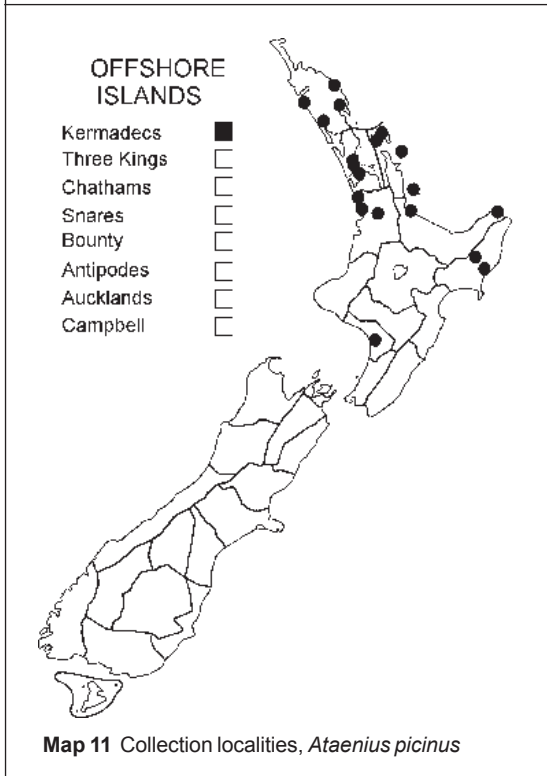 OFFSHORE
ISLANDS
Kermadecs
Three Kings
Chathams
Snares
Bounty
Antipodes
Aucklands
Campbell
Map 11 Collection localities, Ataenius picinus